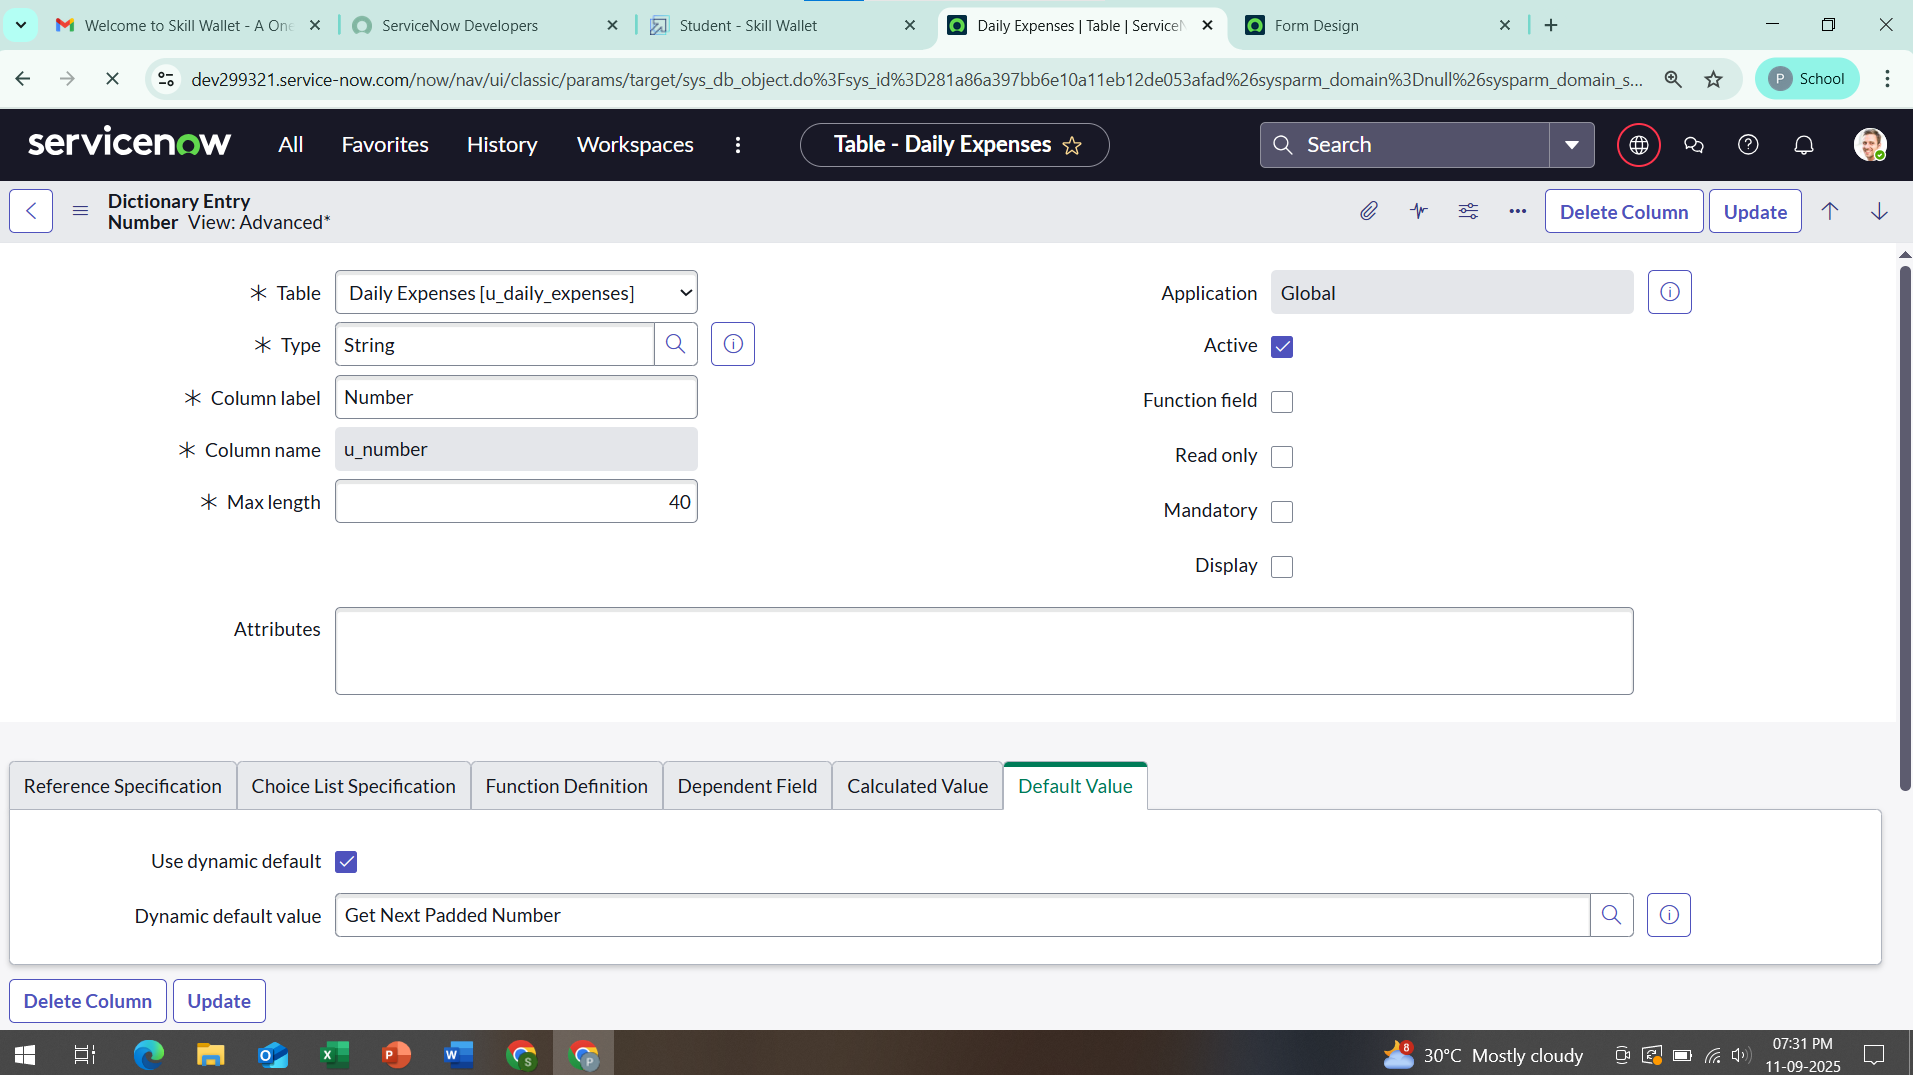 Welcome to Skill Wallet - A One
ServiceNow Developers
Student - Skill Wallet
Daily Expenses | Table | ServiceN
Form Design
dev299321.service-now.com/now/nav/ui/classic/params/target/sys_db_object.do%3Fsys_id%3D281a86a397bb6e10a11eb12de053afad%26sysparm_domain%3Dnull%26sysparm_domain_s...
P School
servicenow
All
Favorites
History
Workspaces
Table - Daily Expenses
Search
Dictionary Entry
Number View: Advanced*
Delete Column
Update
* Table
Daily Expenses [u_daily_expenses]
Application
Global
* Type
String
Active
* Column label
Number
Function field
* Column name
u_number
Read only
* Max length
40
Mandatory
Display
Attributes
Reference Specification
Choice List Specification
Function Definition
Dependent Field
Calculated Value
Default Value
Use dynamic default
Dynamic default value
Get Next Padded Number
Delete Column
Update
8
30°C Mostly cloudy
07:31 PM
11-09-2025